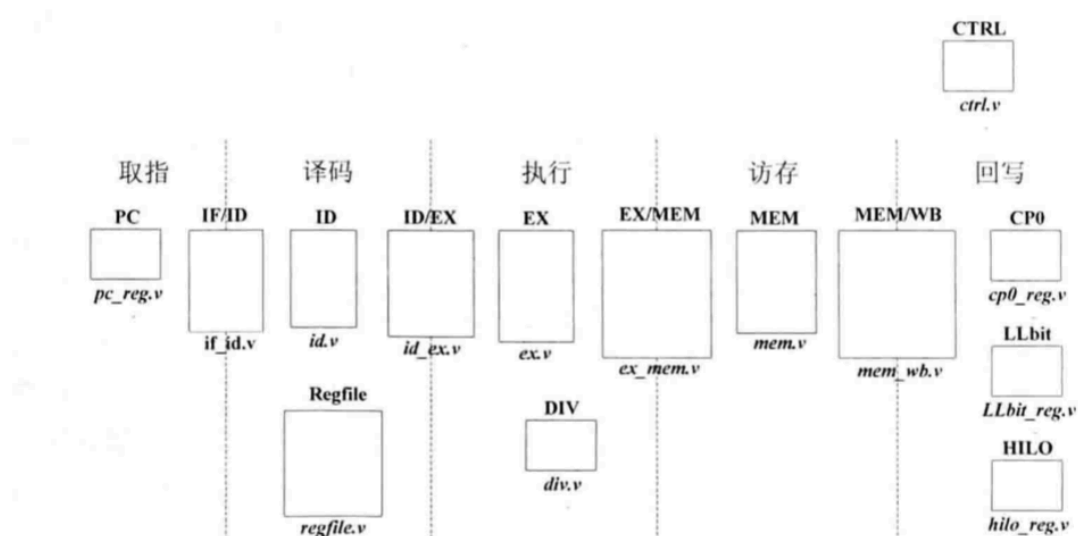 CTRL
ctrl.v
取指 译码 执行 访存 回写
PC IF/ID ID ID/EX EX EX/MEM MEM MEM/WB CP0
pc_reg.v if_id.v id.v id_ex.v ex.v ex_mem.v mem.v mem_wb.v cp0_reg.v
LLbit
LLbit_reg.v
Regfile
regfile.v
DIV
div.v
HILO
hilo_reg.v